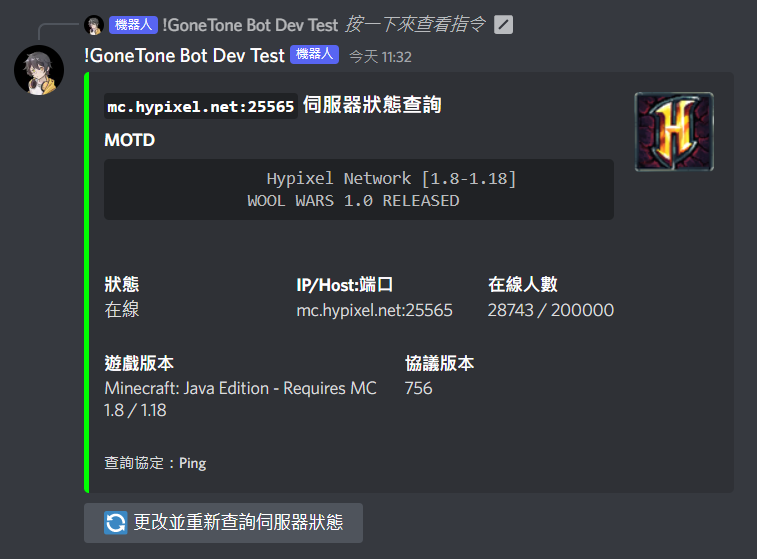 機器人 !GoneTone Bot Dev Test 按一下來查看指令
!GoneTone Bot Dev Test 機器人 今天 11:32
mc.hypixel.net:25565 伺服器狀態查詢
MOTD
Hypixel Network [1.8-1.18]
WOOL WARS 1.0 RELEASED
狀態 IP/Host:端口 在線人數
在線 mc.hypixel.net:25565 28743 / 200000
遊戲版本 協議版本
Minecraft: Java Edition - Requires MC 756
1.8 / 1.18
查詢協定：Ping
更改並重新查詢伺服器狀態